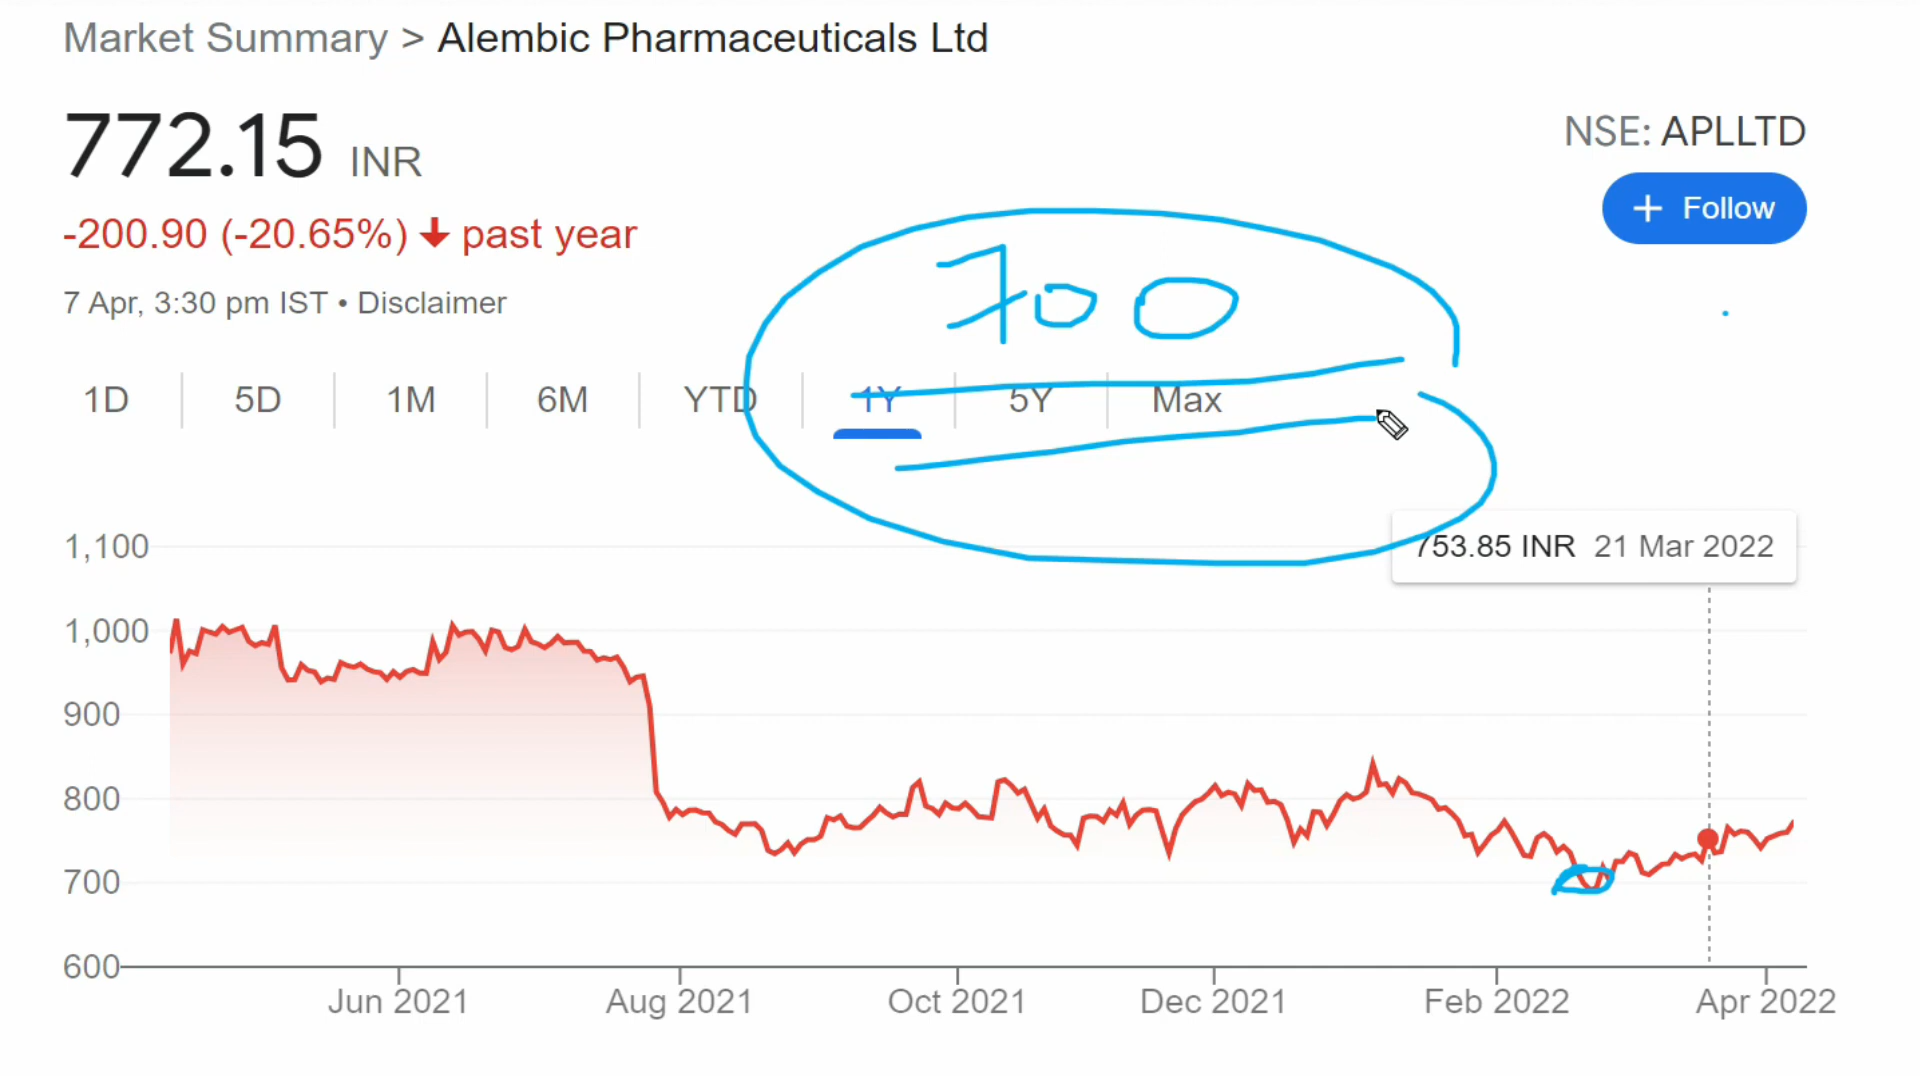 Market Summary > Alembic Pharmaceuticals Ltd
772.15 INR
NSE: APLLTD
+ Follow
-200.90 (-20.65%) ↓ past year
7 Apr, 3:30 pm IST • Disclaimer
700
1D 5D 1M 6M YTD 1Y 5Y Max
753.85 INR 21 Mar 2022
1,100
1,000
900
800
700
600
Jun 2021 Aug 2021 Oct 2021 Dec 2021 Feb 2022 Apr 2022